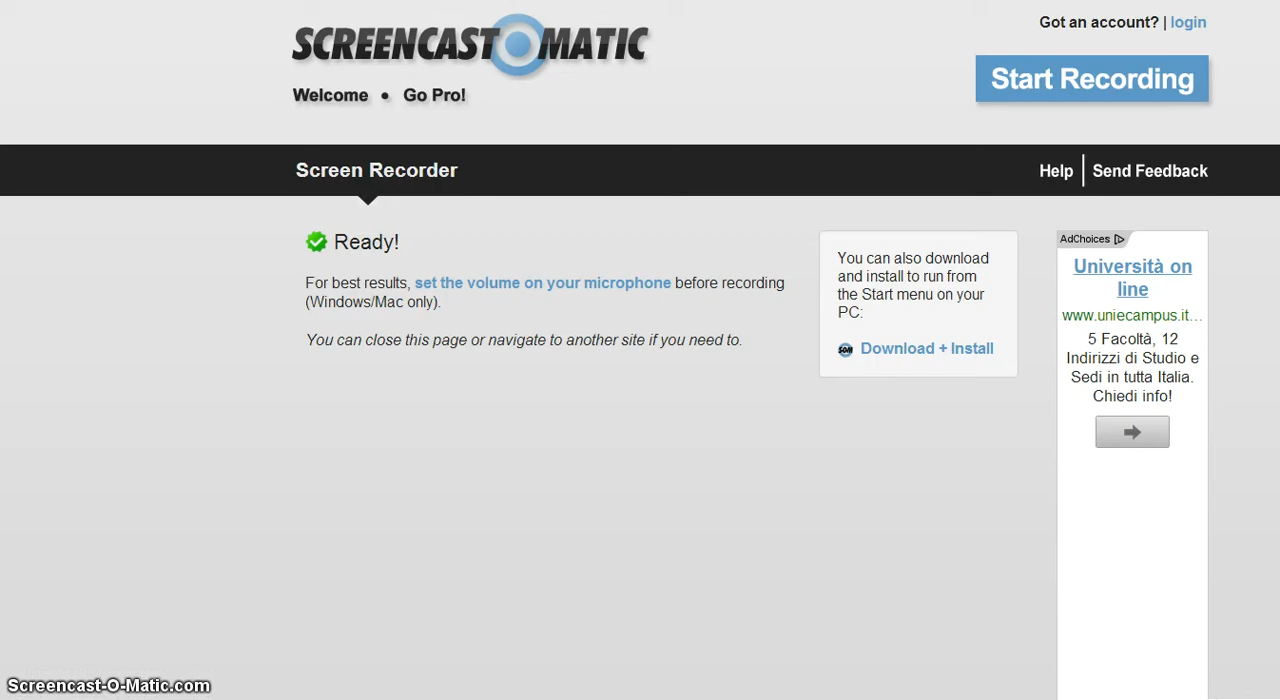 SCREENCAST O MATIC
Got an account? | login
Start Recording
Welcome • Go Pro!
Screen Recorder
Help
Send Feedback
Ready!
For best results, set the volume on your microphone before recording
(Windows/Mac only).
You can close this page or navigate to another site if you need to.
You can also download
and install to run from
the Start menu on your
PC:
SOM
Download + Install
AdChoices
Università on
line
www.uniecampus.it...
5 Facoltà, 12
Indirizzi di Studio e
Sedi in tutta Italia.
Chiedi info!
Screencast-O-Matic.com